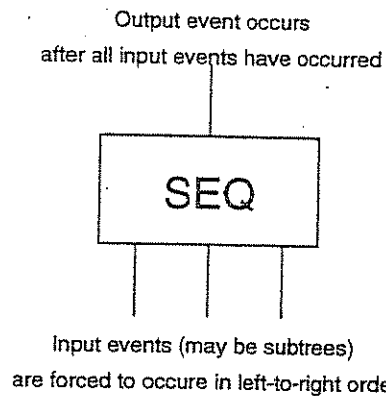 Output event occurs
after all input events have occurred
SEQ
Input events (may be subtrees)
are forced to occure in left-to-right orde